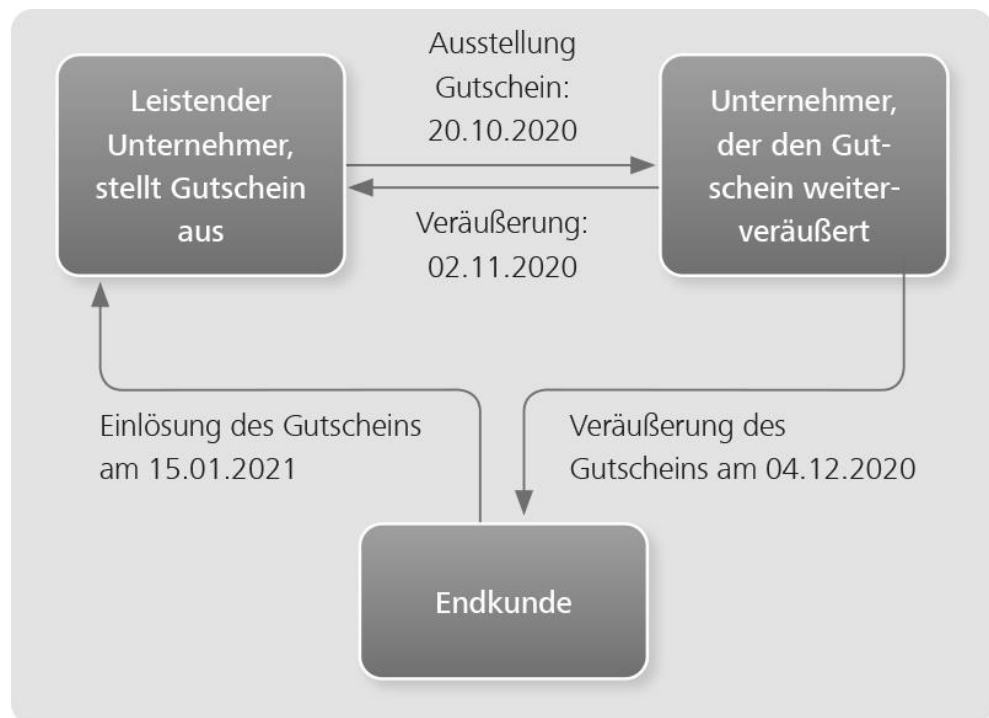 Leistender
Unternehmer,
stellt Gutschein
aus
Ausstellung
Gutschein:
20.10.2020
Veräußerung:
02.11.2020
Unternehmer,
der den Gut-
schein weiter-
veräußert
Einlösung des Gutscheins
am 15.01.2021
Veräußerung des
Gutscheins am 04.12.2020
Endkunde